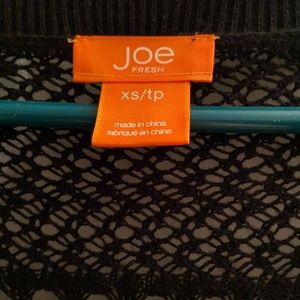 Joe
FRESH
xs/tp
made in china
fabriqué en chine